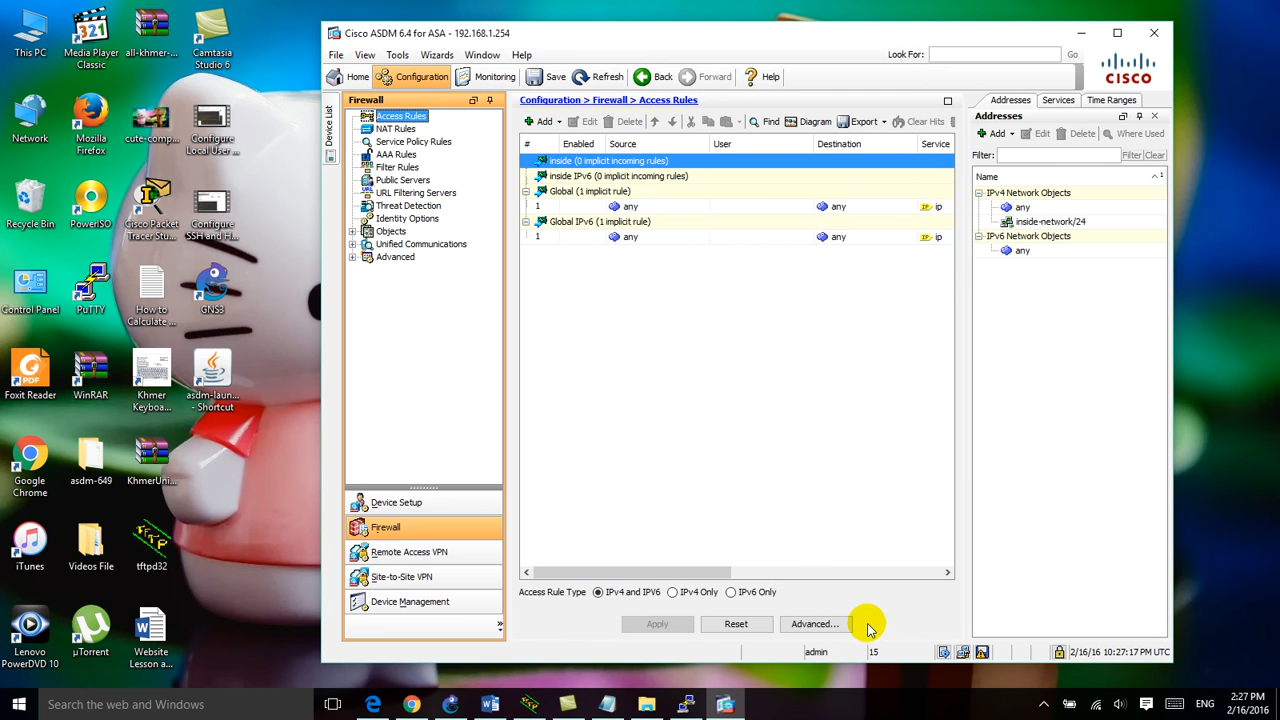 This PC
Media Player Classic
all-khmer-...
Camtasia Studio 6
Network
Mozilla Firefox
cute-comp...
Configure Local User ...
Recycle Bin
PowerISO
Cisco Packet Tracer Stu...
Configure SSH and H...
Control Panel
PuTTY
How to Calculate ...
GNS3
Foxit Reader
WinRAR
Khmer Keyboa...
asdm-laun... - Shortcut
Google Chrome
asdm-649
KhmerUni...
iTunes
Videos File
tftpd32
Lenovo PowerDVD 10
µTorrent
Website Lesson a...
Cisco ASDM 6.4 for ASA - 192.168.1.254
File View Tools Wizards Window Help
Look For:
Go
Home Configuration Monitoring Save Refresh Back Forward Help
CISCO
Device List
Firewall
Access Rules
NAT Rules
Service Policy Rules
AAA Rules
Filter Rules
Public Servers
URL Filtering Servers
Threat Detection
Identity Options
Objects
Unified Communications
Advanced
Device Setup
Firewall
Remote Access VPN
Site-to-Site VPN
Device Management
Configuration > Firewall > Access Rules
Add Edit Delete Find Diagram Export Clear Hits
# Enabled Source User Destination Service
inside (0 implicit incoming rules)
inside IPv6 (0 implicit incoming rules)
Global (1 implicit rule)
1 any any IP ip
Global IPv6 (1 implicit rule)
1 any any IP ip
Access Rule Type IPv4 and IPv6 IPv4 Only IPv6 Only
Apply Reset Advanced...
Addresses Services Time Ranges
Addresses
Add Edit Delete Where Used
Filter: Filter Clear
Name
IPv4 Network Objects
any
inside-network/24
IPv6 Network Objects
any
admin 15 2/16/16 10:27:17 PM UTC
Search the web and Windows
ENG
2:27 PM
2/16/2016